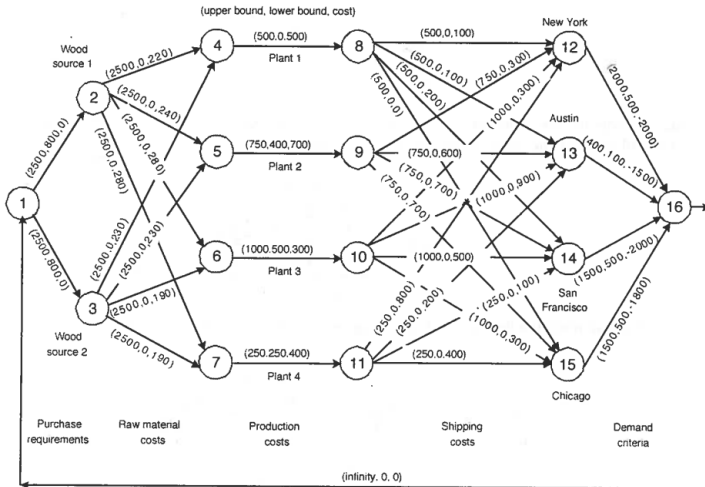 (upper bound, lower bound, cost)
New York
Wood
source 1
4
(500.0.500)
8
(500,0,100)
12
Plant 1
(2500,0,220)
(500,0,100)
(750,0,300)
(500,0,200)
(500,0,0)
(1000,0,300)
(2000,500,-2000)
2
(2500,0,240)
(2500,0,280)
(2500,0,280)
Austin
(2500,800,0)
5
(750,400,700)
9
(750,0,600)
13
(400,100,-1500)
Plant 2
(750,0,700)
(750,0,700)
(1000,0,900)
1
16
(2500,800,0)
(2500,0,230)
(2500,0,230)
6
(1000.500.300)
10
(1000,0,500)
14
(1500,500,-2000)
Plant 3
San
Francisco
3
(2500,0,190)
(2500,0,190)
(250,0,800)
(250,0,200)
(250,0,100)
(1000,0,300)
(1500,500,-1800)
Wood
source 2
7
(250.250.400)
11
(250.0.400)
15
Plant 4
Chicago
Purchase
requirements
Raw material
costs
Production
costs
Shipping
costs
Demand
criteria
(infinity. 0, 0)